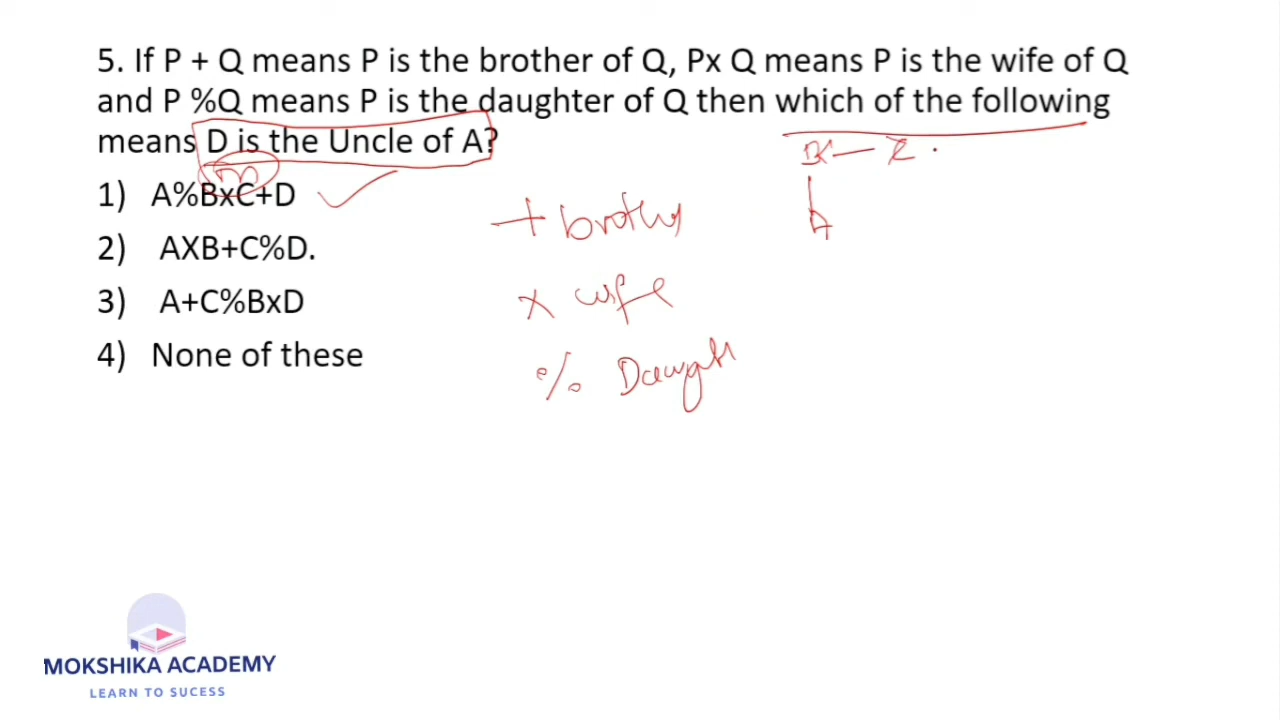 5. If P + Q means P is the brother of Q, Px Q means P is the wife of Q
and P %Q means P is the daughter of Q then which of the following
means D is the Uncle of A?
1) A%BxC+D
2) AXB+C%D.
3) A+C%BxD
4) None of these
+ brother
x wife
% Daught
A
MOKSHIKA ACADEMY
LEARN TO SUCESS